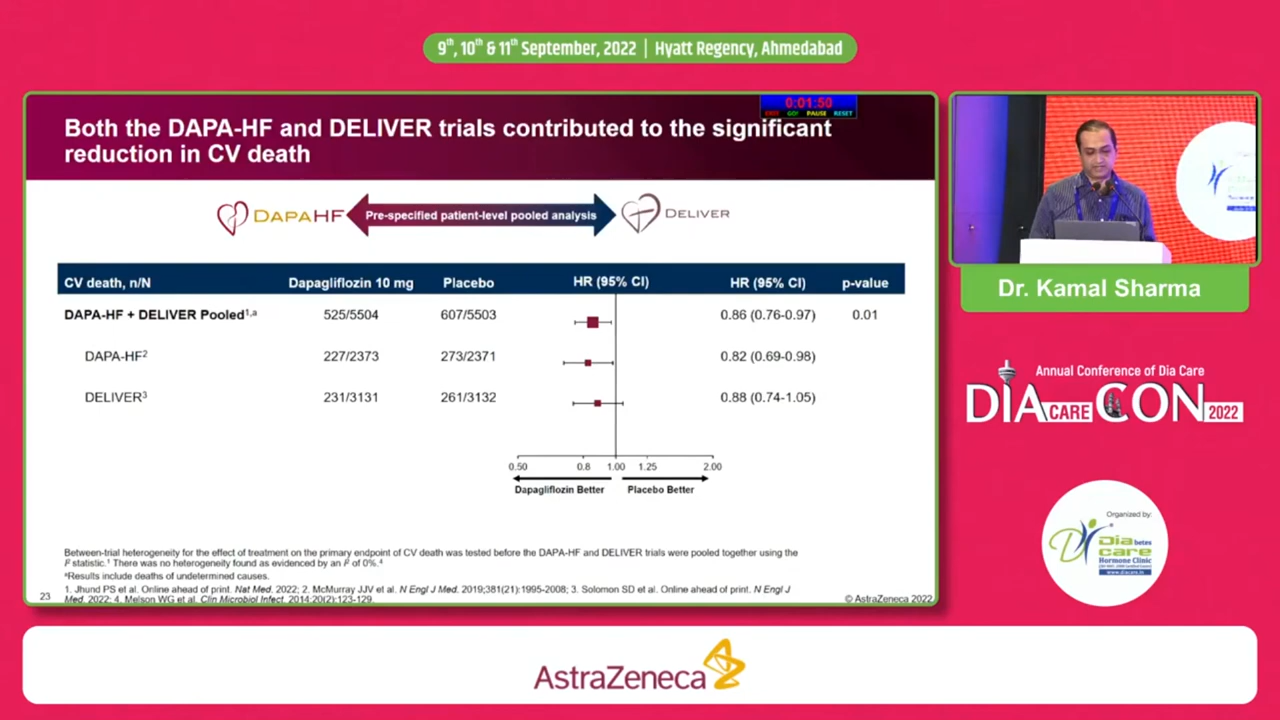 9th, 10th & 11th September, 2022 | Hyatt Regency, Ahmedabad
0:01:50
GO! PAUSE RESET
Both the DAPA-HF and DELIVER trials contributed to the significant
reduction in CV death
DAPAHF
Pre-specified patient-level pooled analysis
DELIVER
CV death, n/N Dapagliflozin 10 mg Placebo HR (95% CI) HR (95% CI) p-value
DAPA-HF + DELIVER Pooled1,a 525/5504 607/5503 0.86 (0.76-0.97) 0.01
DAPA-HF2 227/2373 273/2371 0.82 (0.69-0.98)
DELIVER3 231/3131 261/3132 0.88 (0.74-1.05)
0.50 0.8 1.00 1.25 2.00
Dapagliflozin Better Placebo Better
Between-trial heterogeneity for the effect of treatment on the primary endpoint of CV death was tested before the DAPA-HF and DELIVER trials were pooled together using the
I2 statistic.1 There was no heterogeneity found as evidenced by an I2 of 0%.4
aResults include deaths of undetermined causes.
1. Jhund PS et al. Online ahead of print. Nat Med. 2022; 2. McMurray JJV et al. N Engl J Med. 2019;381(21):1995-2008; 3. Solomon SD et al. Online ahead of print. N Engl J
Med. 2022; 4. Melson WG et al. Clin Microbiol Infect. 2014:20(2):123-129.
23
© AstraZeneca 2022
Dr. Kamal Sharma
Annual Conference of Dia Care
DIA CARE CON 2022
Organized by:
Diabetes
care
Hormone Clinic
www.diacare.in
AstraZeneca